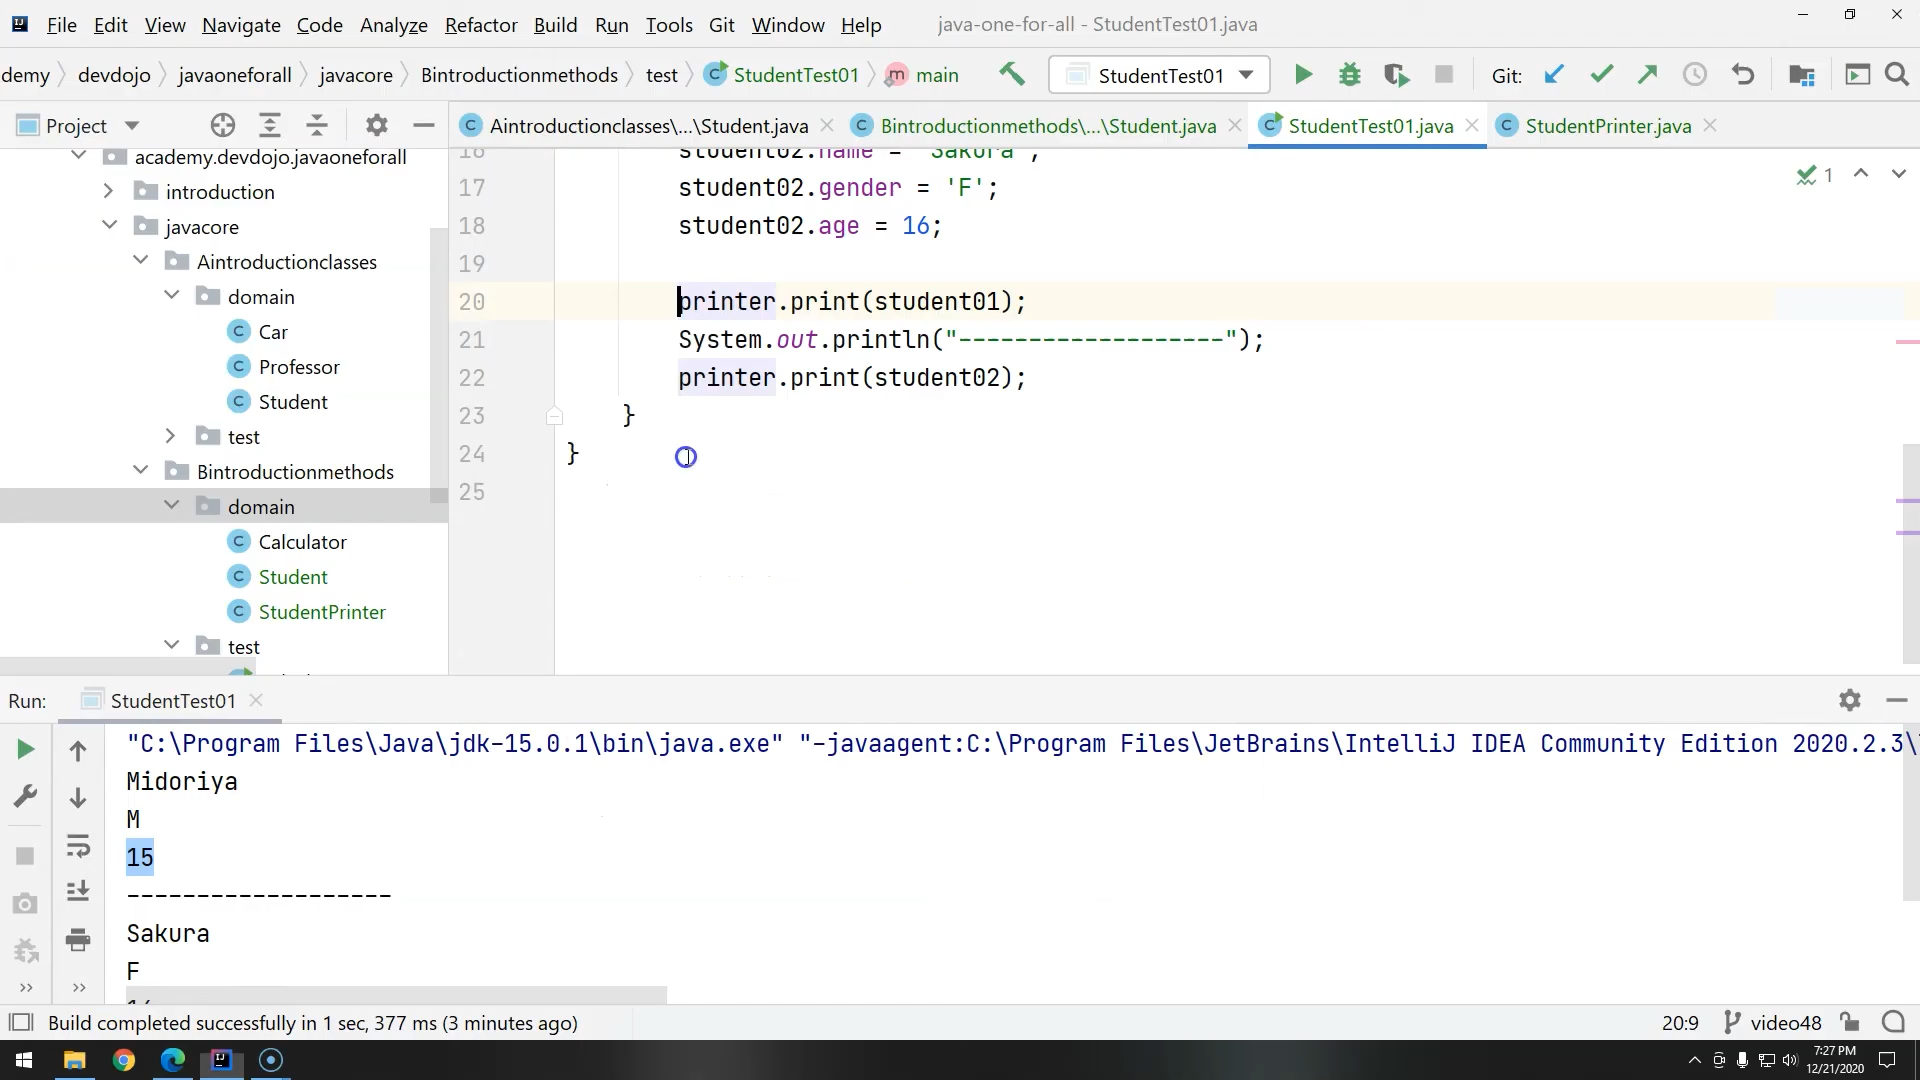 File Edit View Navigate Code Analyze Refactor Build Run Tools Git Window Help java-one-for-all - StudentTest01.java
demy devdojo javaoneforall javacore Bintroductionmethods test StudentTest01 main StudentTest01 Git:
Project Aintroductionclasses\...\Student.java Bintroductionmethods\...\Student.java StudentTest01.java StudentPrinter.java
academy.devdojo.javaoneforall
introduction
javacore
Aintroductionclasses
domain
Car
Professor
Student
test
Bintroductionmethods
domain
Calculator
Student
StudentPrinter
test
16 student02.name = "Sakura";
17 student02.gender = 'F';
18 student02.age = 16;
19
20 printer.print(student01);
21 System.out.println("-------------------");
22 printer.print(student02);
23 }
24 }
25
1
Run: StudentTest01
"C:\Program Files\Java\jdk-15.0.1\bin\java.exe" "-javaagent:C:\Program Files\JetBrains\IntelliJ IDEA Community Edition 2020.2.3\
Midoriya
M
15
-------------------
Sakura
F
16
Build completed successfully in 1 sec, 377 ms (3 minutes ago) 20:9 video48
7:27 PM
12/21/2020